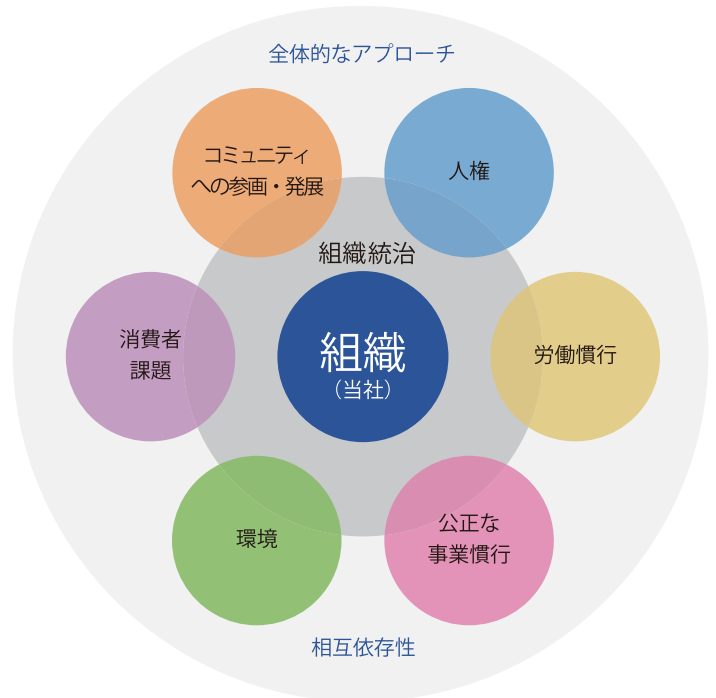 全体的なアプローチ
コミュニティ
への参画・発展
人権
組織統治
消費者
課題
組織
（当社）
労働慣行
環境
公正な
事業慣行
相互依存性